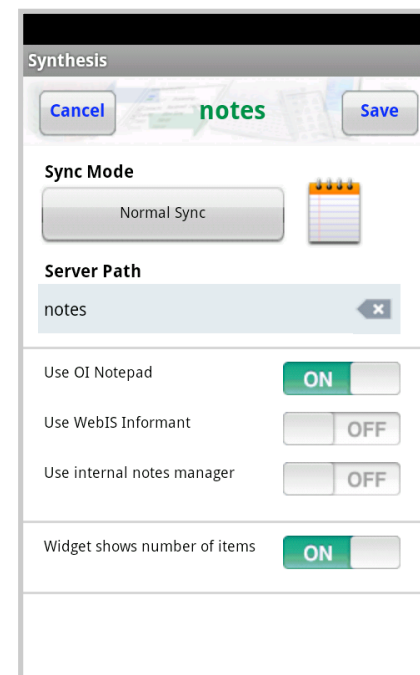 Synthesis
Cancel notes Save
Sync Mode
Normal Sync
Server Path
notes
Use OI Notepad ON
Use WebIS Informant OFF
Use internal notes manager OFF
Widget shows number of items ON